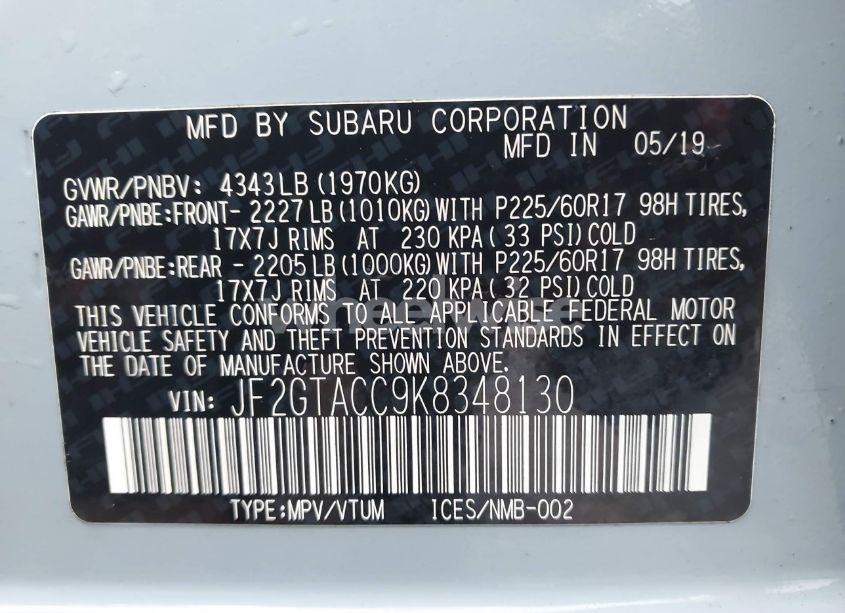 MFD BY SUBARU CORPORATION
MFD IN 05/19
GVWR/PNBV: 4343LB (1970KG)
GAWR/PNBE:FRONT- 2227LB (1010KG) WITH P225/60R17 98H TIRES,
17X7J RIMS AT 230 KPA( 33 PSI)COLD
GAWR/PNBE:REAR - 2205LB (1000KG) WITH P225/60R17 98H TIRES,
17X7J RIMS AT 220 KPA( 32 PSI)COLD
THIS VEHICLE CONFORMS TO ALL APPLICABLE FEDERAL MOTOR
VEHICLE SAFETY AND THEFT PREVENTION STANDARDS IN EFFECT ON
THE DATE OF MANUFACTURE SHOWN ABOVE.
VIN: JF2GTACC9K8348130
TYPE:MPV/VTUM ICES/NMB-002